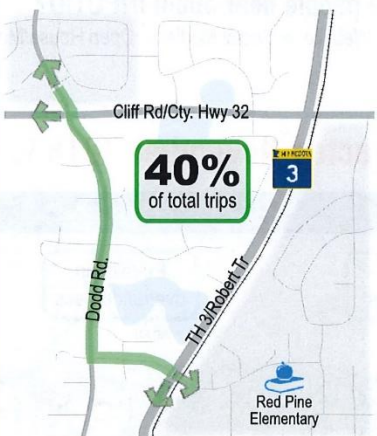 Cliff Rd/Cty. Hwy 32
40%
of total trips
MINNESOTA
3
Dodd Rd.
TH 3/Robert Tr
Red Pine
Elementary